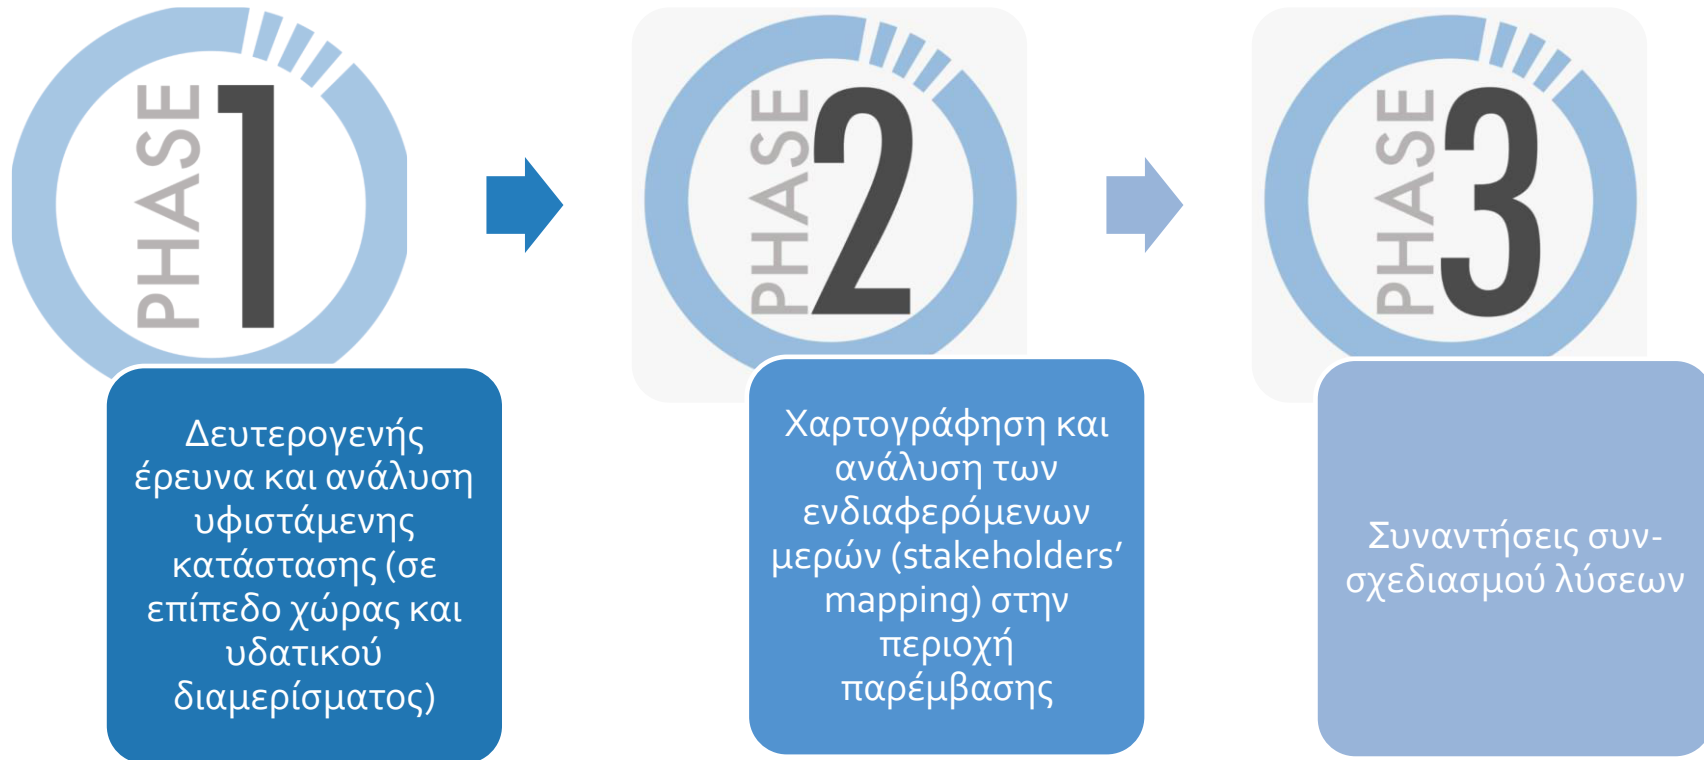 PHASE 1
Δευτερογενής
έρευνα και ανάλυση
υφιστάμενης
κατάστασης (σε
επίπεδο χώρας και
υδατικού
διαμερίσματος)
PHASE 2
Χαρτογράφηση και
ανάλυση των
ενδιαφερόμενων
μερών (stakeholders’
mapping) στην
περιοχή
παρέμβασης
PHASE 3
Συναντήσεις συν-
σχεδιασμού λύσεων